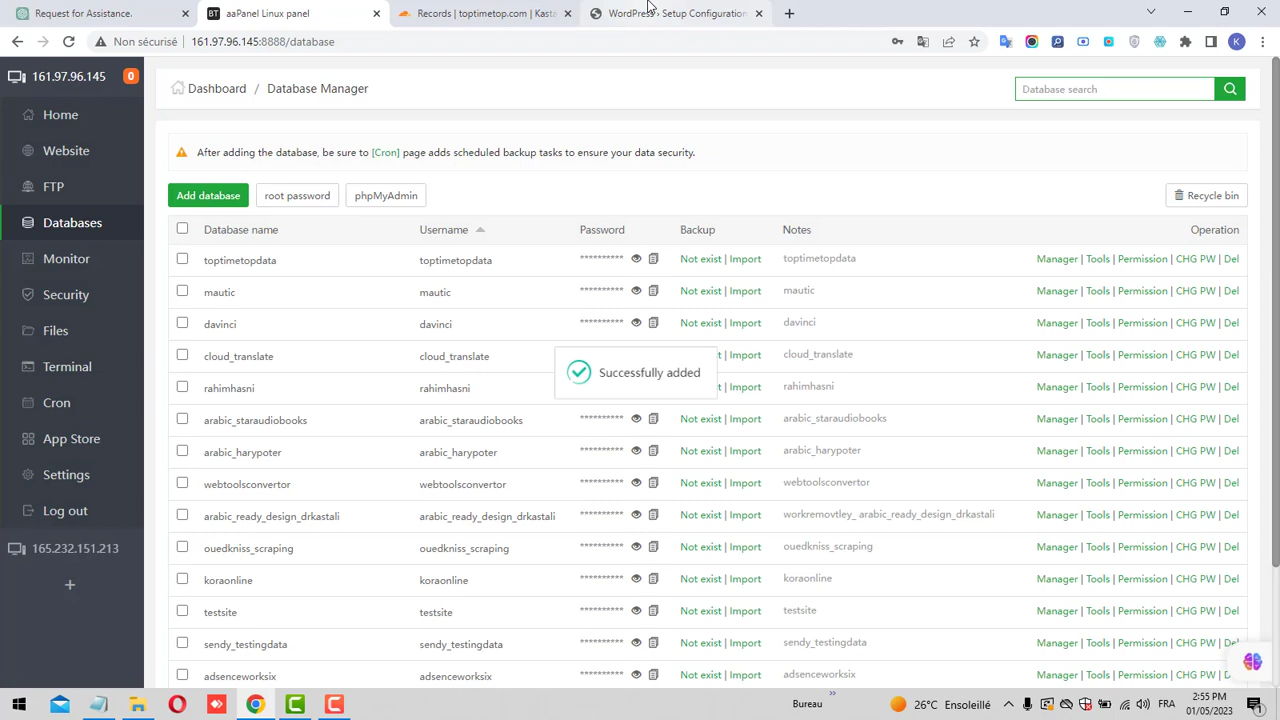 Request for Assistance.
BT aaPanel Linux panel
Records | toptimetop.com | Kasta
WordPress › Setup Configuration
Non sécurisé | 161.97.96.145:8888/database
K
161.97.96.145 0
Home
Website
FTP
Databases
Monitor
Security
Files
Terminal
Cron
App Store
Settings
Log out
165.232.151.213
+
Dashboard / Database Manager
Database search
After adding the database, be sure to [Cron] page adds scheduled backup tasks to ensure your data security.
Add database root password phpMyAdmin Recycle bin
Database name Username Password Backup Notes Operation
toptimetopdata toptimetopdata ********** Not exist | Import toptimetopdata Manager | Tools | Permission | CHG PW | Del
mautic mautic ********** Not exist | Import mautic Manager | Tools | Permission | CHG PW | Del
davinci davinci ********** Not exist | Import davinci Manager | Tools | Permission | CHG PW | Del
cloud_translate cloud_translate t | Import cloud_translate Manager | Tools | Permission | CHG PW | Del
Successfully added
rahimhasni rahimhasni t | Import rahimhasni Manager | Tools | Permission | CHG PW | Del
arabic_staraudiobooks arabic_staraudiobooks ********** Not exist | Import arabic_staraudiobooks Manager | Tools | Permission | CHG PW | Del
arabic_harypoter arabic_harypoter ********** Not exist | Import arabic_harypoter Manager | Tools | Permission | CHG PW | Del
webtoolsconvertor webtoolsconvertor ********** Not exist | Import webtoolsconvertor Manager | Tools | Permission | CHG PW | Del
arabic_ready_design_drkastali arabic_ready_design_drkastali ********** Not exist | Import workremovtley_ arabic_ready_design_drkastali Manager | Tools | Permission | CHG PW | Del
ouedkniss_scraping ouedkniss_scraping ********** Not exist | Import ouedkniss_scraping Manager | Tools | Permission | CHG PW | Del
koraonline koraonline ********** Not exist | Import koraonline Manager | Tools | Permission | CHG PW | Del
testsite testsite ********** Not exist | Import testsite Manager | Tools | Permission | CHG PW | Del
sendy_testingdata sendy_testingdata ********** Not exist | Import sendy_testingdata Manager | Tools | Permission | CHG PW | Del
adsenceworksix adsenceworksix ********** Not exist | Import adsenceworksix Manager | Tools | Permission | CHG PW | Del
Bureau » 26°C Ensoleillé FRA 2:55 PM
01/05/2023 1